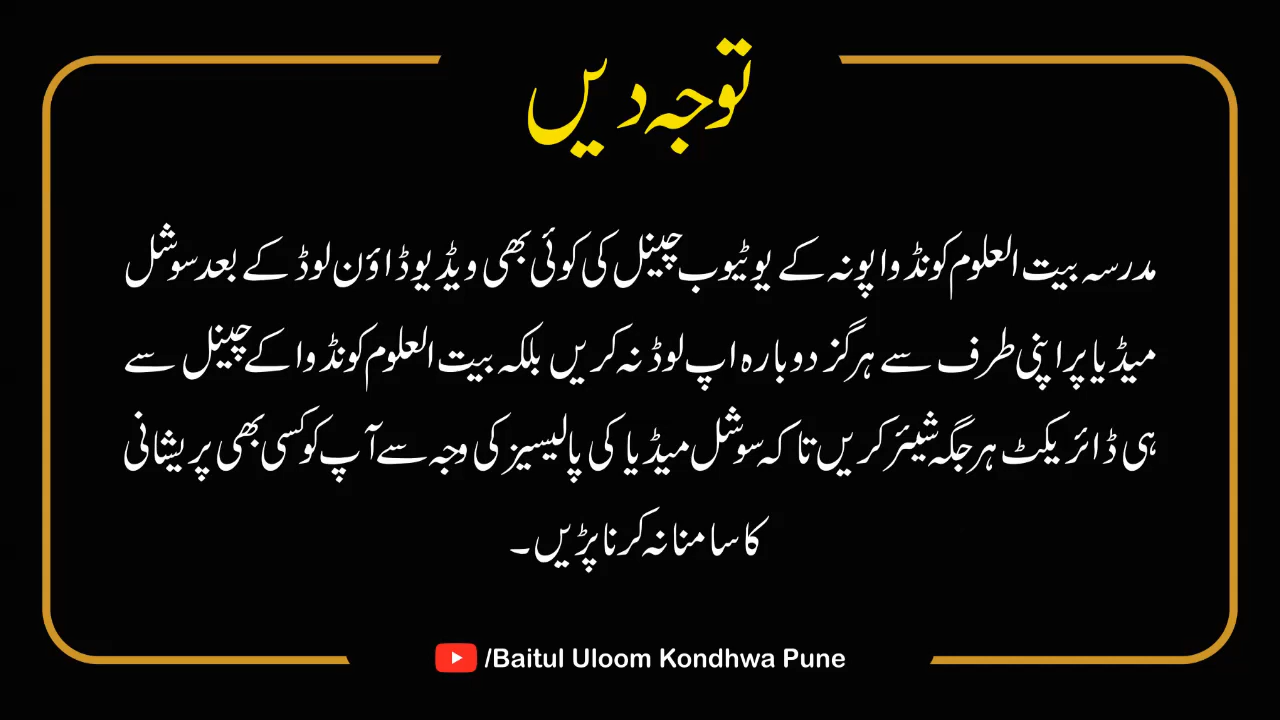 توجہ دیں
مدرسہ بیت العلوم کونڈوا پونہ کے یوٹیوب چینل کی کوئی بھی ویڈیو ڈاؤن لوڈ کے بعد سوشل
میڈیا پر اپنی طرف سے ہرگز دوبارہ اپ لوڈ نہ کریں بلکہ بیت العلوم کونڈوا کے چینل سے
ہی ڈائریکٹ ہر جگہ شیئر کریں تاکہ سوشل میڈیا کی پالیسیز کی وجہ سے آپ کو کسی بھی پریشانی
کا سامنا نہ کرنا پڑیں۔
/Baitul Uloom Kondhwa Pune